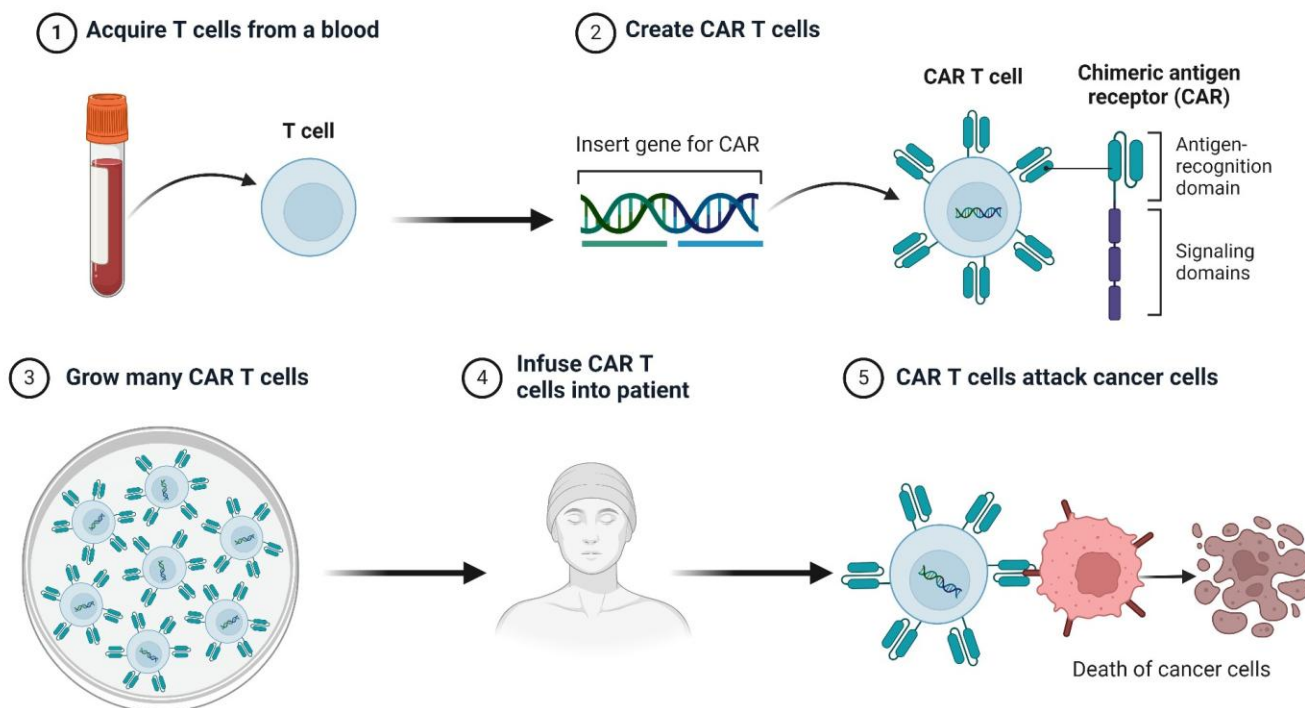 1 Acquire T cells from a blood
T cell
2 Create CAR T cells
Insert gene for CAR
CAR T cell
Chimeric antigen
receptor (CAR)
Antigen-
recognition
domain
Signaling
domains
3 Grow many CAR T cells
4 Infuse CAR T
cells into patient
5 CAR T cells attack cancer cells
Death of cancer cells